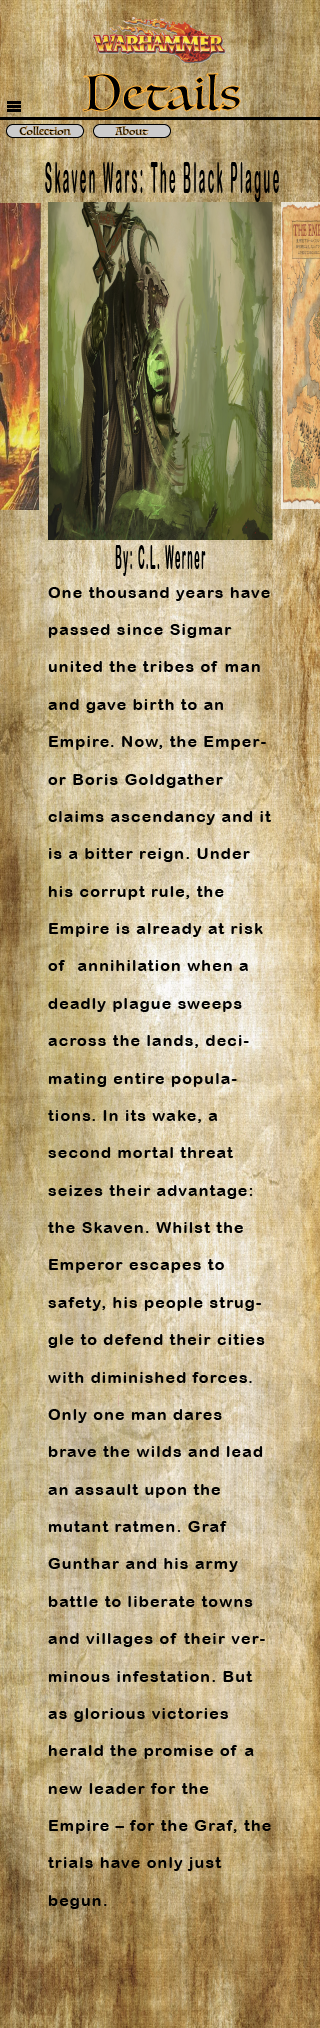 WARHAMMER
Details
Collection
About
Skaven Wars: The Black Plague
THE EMPI
By: C.L. Werner
One thousand years have
passed since Sigmar
united the tribes of man
and gave birth to an
Empire. Now, the Emper-
or Boris Goldgather
claims ascendancy and it
is a bitter reign. Under
his corrupt rule, the
Empire is already at risk
of annihilation when a
deadly plague sweeps
across the lands, deci-
mating entire popula-
tions. In its wake, a
second mortal threat
seizes their advantage:
the Skaven. Whilst the
Emperor escapes to
safety, his people strug-
gle to defend their cities
with diminished forces.
Only one man dares
brave the wilds and lead
an assault upon the
mutant ratmen. Graf
Gunthar and his army
battle to liberate towns
and villages of their ver-
minous infestation. But
as glorious victories
herald the promise of a
new leader for the
Empire – for the Graf, the
trials have only just
begun.